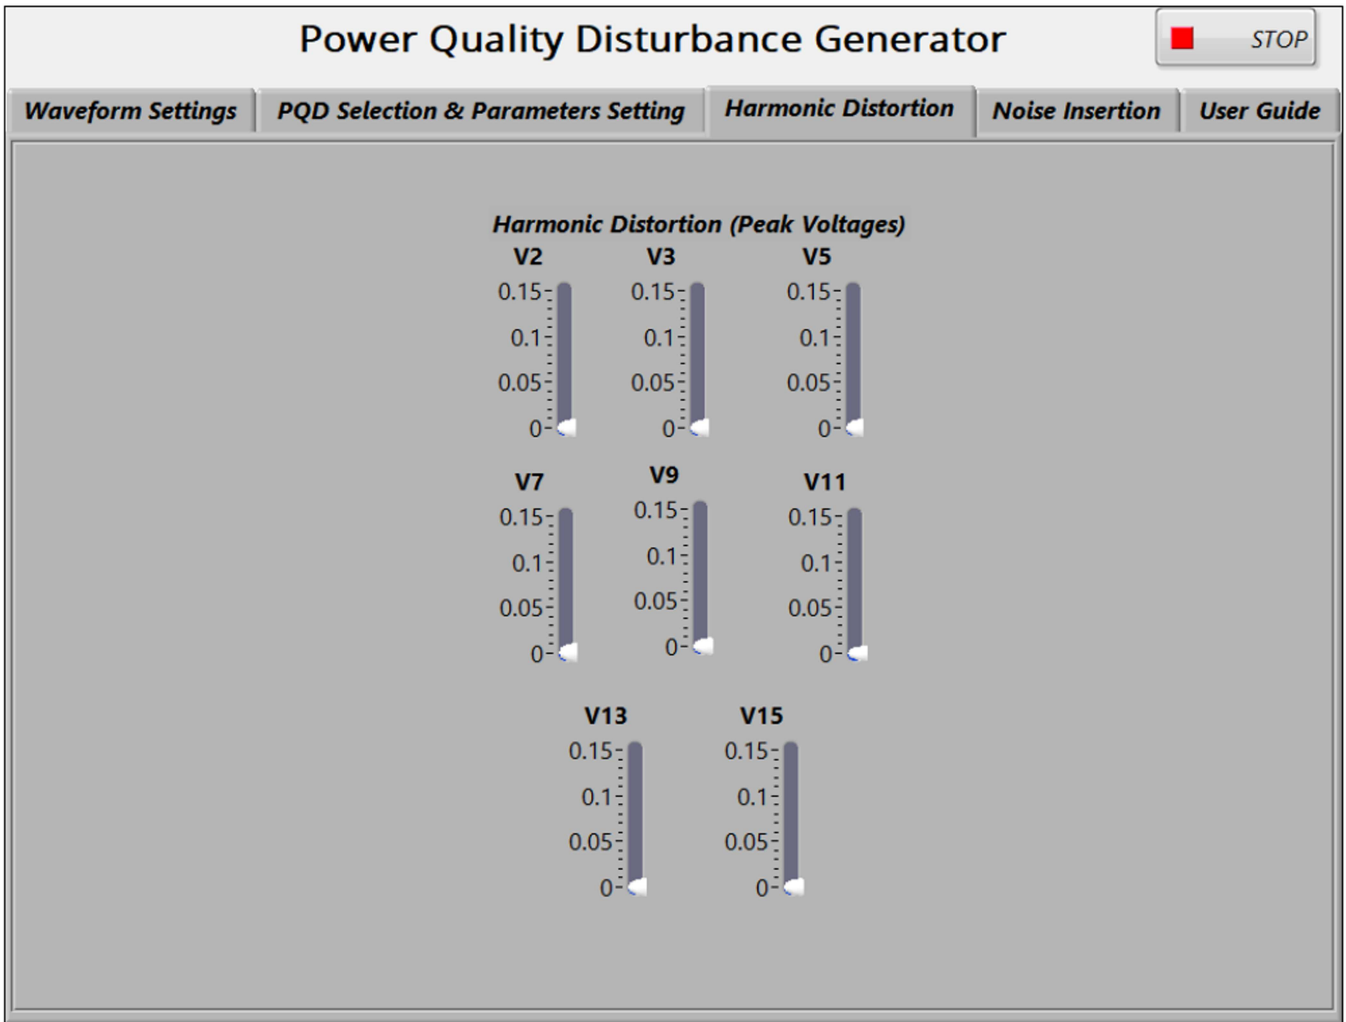 Power Quality Disturbance Generator
STOP
Waveform Settings PQD Selection & Parameters Setting Harmonic Distortion Noise Insertion User Guide
Harmonic Distortion (Peak Voltages)
V2 V3 V5
0.15 0.15 0.15
0.1 0.1 0.1
0.05 0.05 0.05
0 0 0
V7 V9 V11
0.15 0.15 0.15
0.1 0.1 0.1
0.05 0.05 0.05
0 0 0
V13 V15
0.15 0.15
0.1 0.1
0.05 0.05
0 0